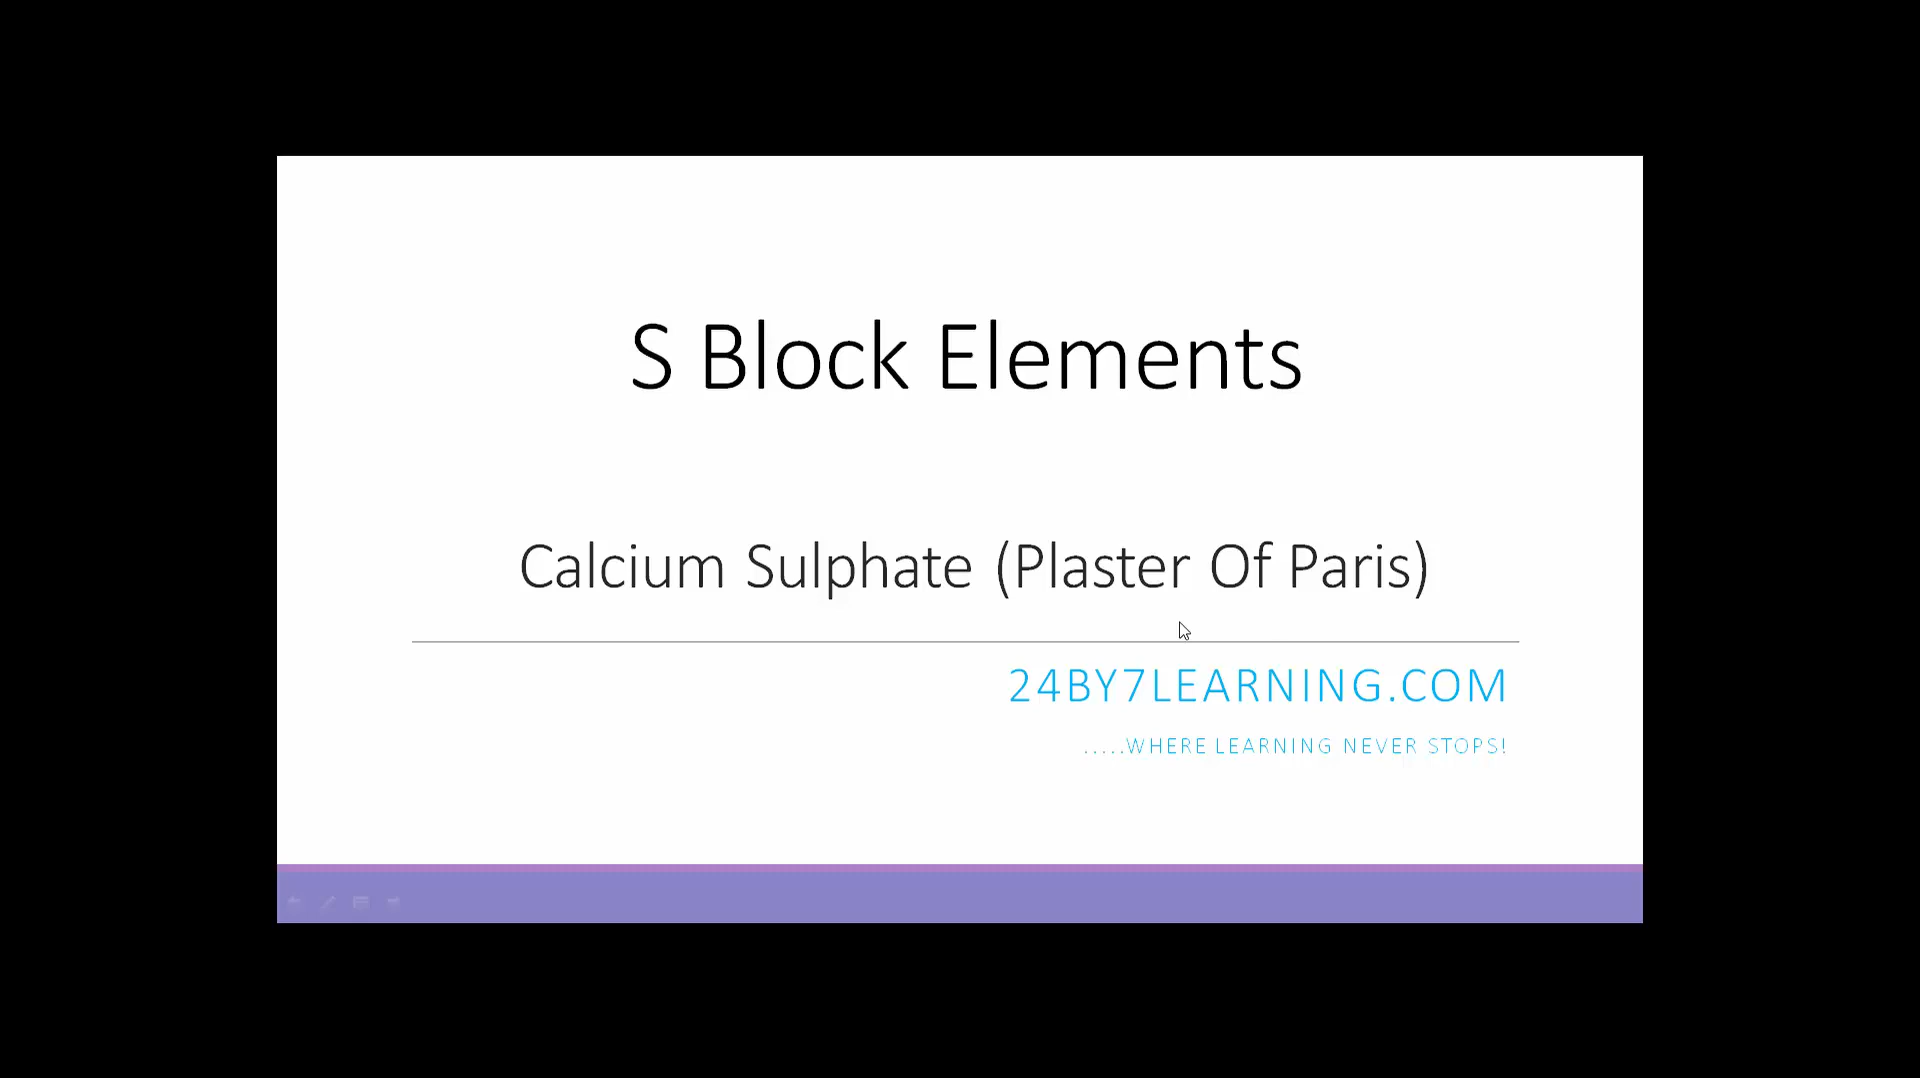 S Block Elements
Calcium Sulphate (Plaster Of Paris)
24BY7LEARNING.COM
.....WHERE LEARNING NEVER STOPS!